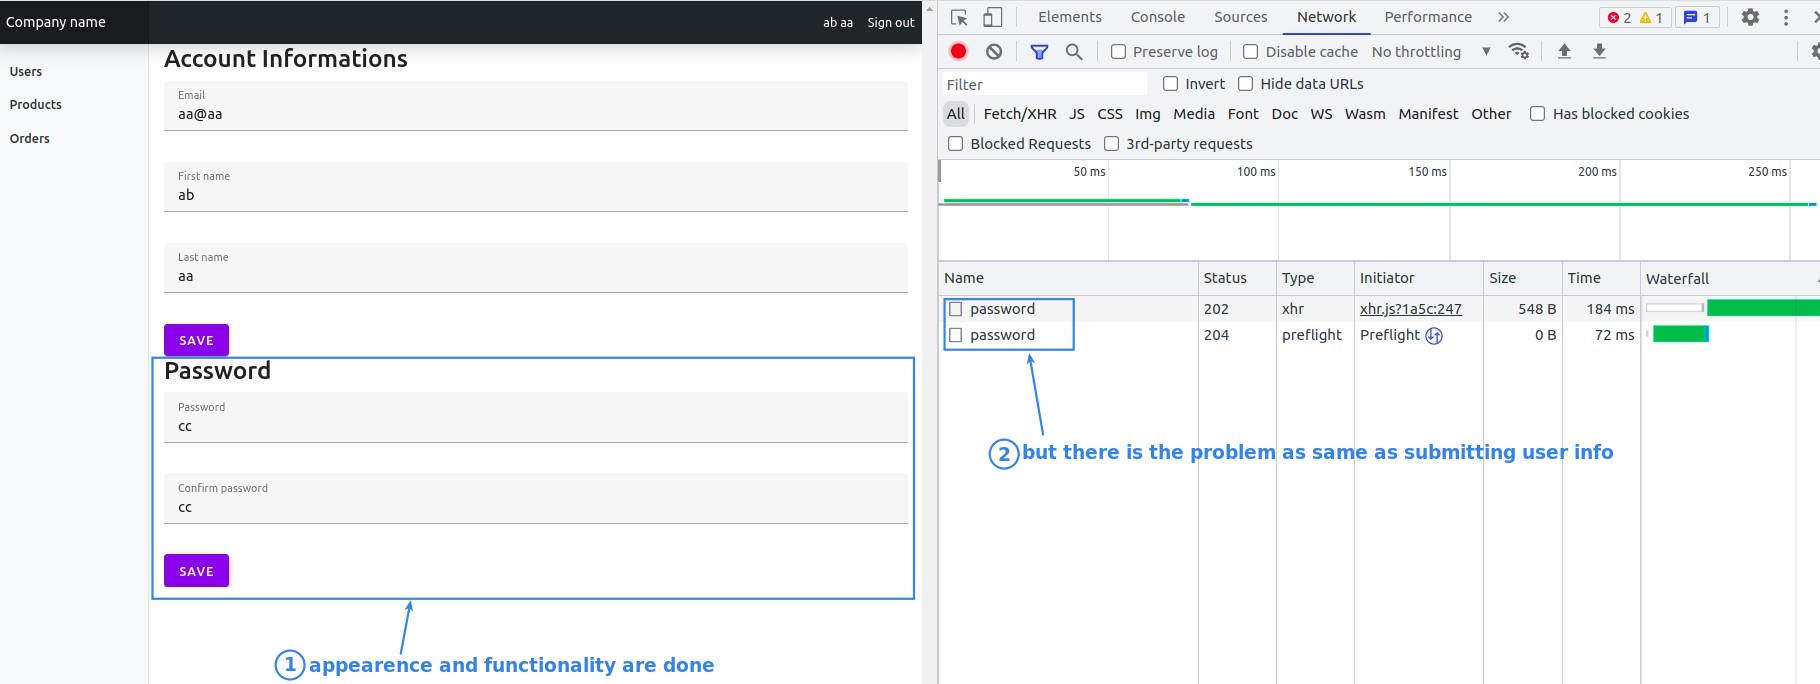 Company name
ab aa Sign out
Users
Products
Orders
Account Informations
Email
aa@aa
First name
ab
Last name
aa
SAVE
Password
Password
cc
Confirm password
cc
SAVE
1 appearence and functionality are done
Elements Console Sources Network Performance » 2 1 1
Preserve log Disable cache No throttling
Filter Invert Hide data URLs
All Fetch/XHR JS CSS Img Media Font Doc WS Wasm Manifest Other Has blocked cookies
Blocked Requests 3rd-party requests
50 ms 100 ms 150 ms 200 ms 250 ms
Name Status Type Initiator Size Time Waterfall
password 202 xhr xhr.js?1a5c:247 548 B 184 ms
password 204 preflight Preflight 0 B 72 ms
2 but there is the problem as same as submitting user info